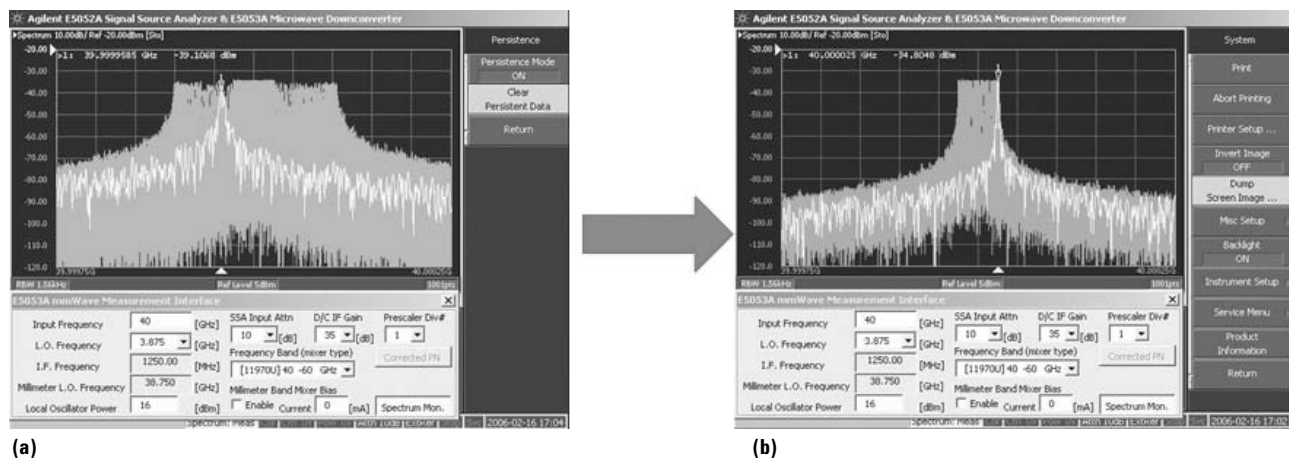 Agilent E5052A Signal Source Analyzer & E5053A Microwave Downconverter
Spectrum 10.00dB/ Ref -20.00dBm [Sto]
-20.00
>1: 39.9999585 GHz -39.1068 dBm
1
-30.00
-40.00
-50.00
-60.00
-70.00
-80.00
-90.00
-100.0
-110.0
-120.0
39.99975G
40.00025G
RBW 1.56kHz
Ref Level 5dBm
1001pts
Persistence
Persistence Mode
ON
Clear
Persistent Data
Return
E5053A mmWave Measurement Interface
Input Frequency 40 [GHz]
L.O. Frequency 3.875 [GHz]
I.F. Frequency 1250.00 [MHz]
Millimeter L.O. Frequency 38.750 [GHz]
Local Oscillator Power 16 [dBm]
SSA Input Attn
10 [dB]
D/C IF Gain
35 [dB]
Prescaler Div#
1
Frequency Band (mixer type)
[11970U] 40 -60 GHz
Corrected PN
Millimeter Band Mixer Bias
Enable Current 0 [mA]
Spectrum Mon.
Spectrum: Meas
Attn 10dB
2006-02-16 17:04
(a)
Agilent E5052A Signal Source Analyzer & E5053A Microwave Downconverter
Spectrum 10.00dB/ Ref -20.00dBm [Sto]
-20.00
>1: 40.000025 GHz -34.8048 dBm
1
-30.00
-40.00
-50.00
-60.00
-70.00
-80.00
-90.00
-100.0
-110.0
-120.0
39.99975G
40.00025G
RBW 1.56kHz
Ref Level 5dBm
1001pts
System
Print
Abort Printing
Printer Setup ...
Invert Image
OFF
Dump
Screen Image ...
Misc Setup
Backlight
ON
Instrument Setup
Service Menu
Product
Information
Return
E5053A mmWave Measurement Interface
Input Frequency 40 [GHz]
L.O. Frequency 3.875 [GHz]
I.F. Frequency 1250.00 [MHz]
Millimeter L.O. Frequency 38.750 [GHz]
Local Oscillator Power 16 [dBm]
SSA Input Attn
10 [dB]
D/C IF Gain
35 [dB]
Prescaler Div#
1
Frequency Band (mixer type)
[11970U] 40 -60 GHz
Corrected PN
Millimeter Band Mixer Bias
Enable Current 0 [mA]
Spectrum Mon.
Spectrum: Meas
Attn 10dB
2006-02-16 17:02
(b)